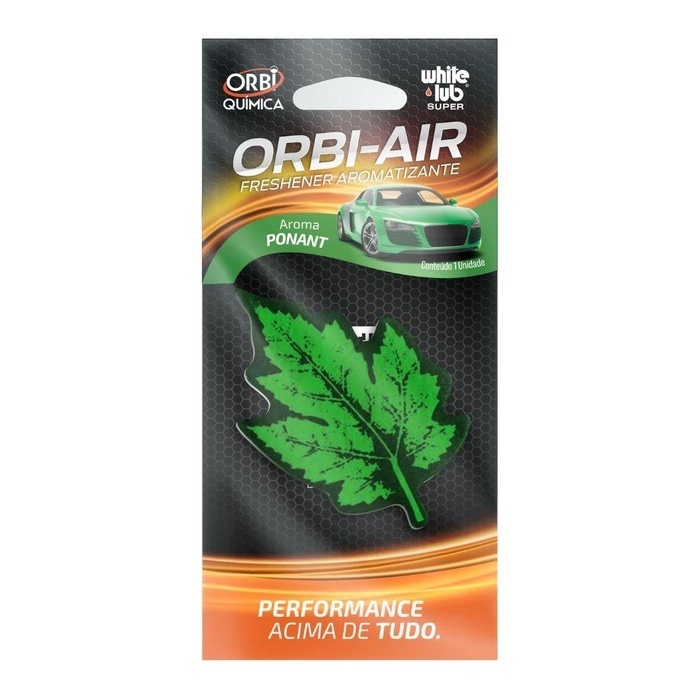 ORBI
QUÍMICA
white
lub
SUPER
ORBI-AIR
FRESHENER AROMATIZANTE
Aroma
PONANT
Conteúdo 1 Unidade
PERFORMANCE
ACIMA DE TUDO.